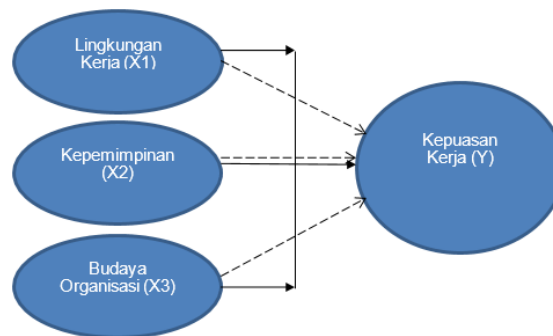 Lingkungan
Kerja (X1)
Kepemimpinan
(X2)
Budaya
Organisasi (X3)
Kepuasan
Kerja (Y)